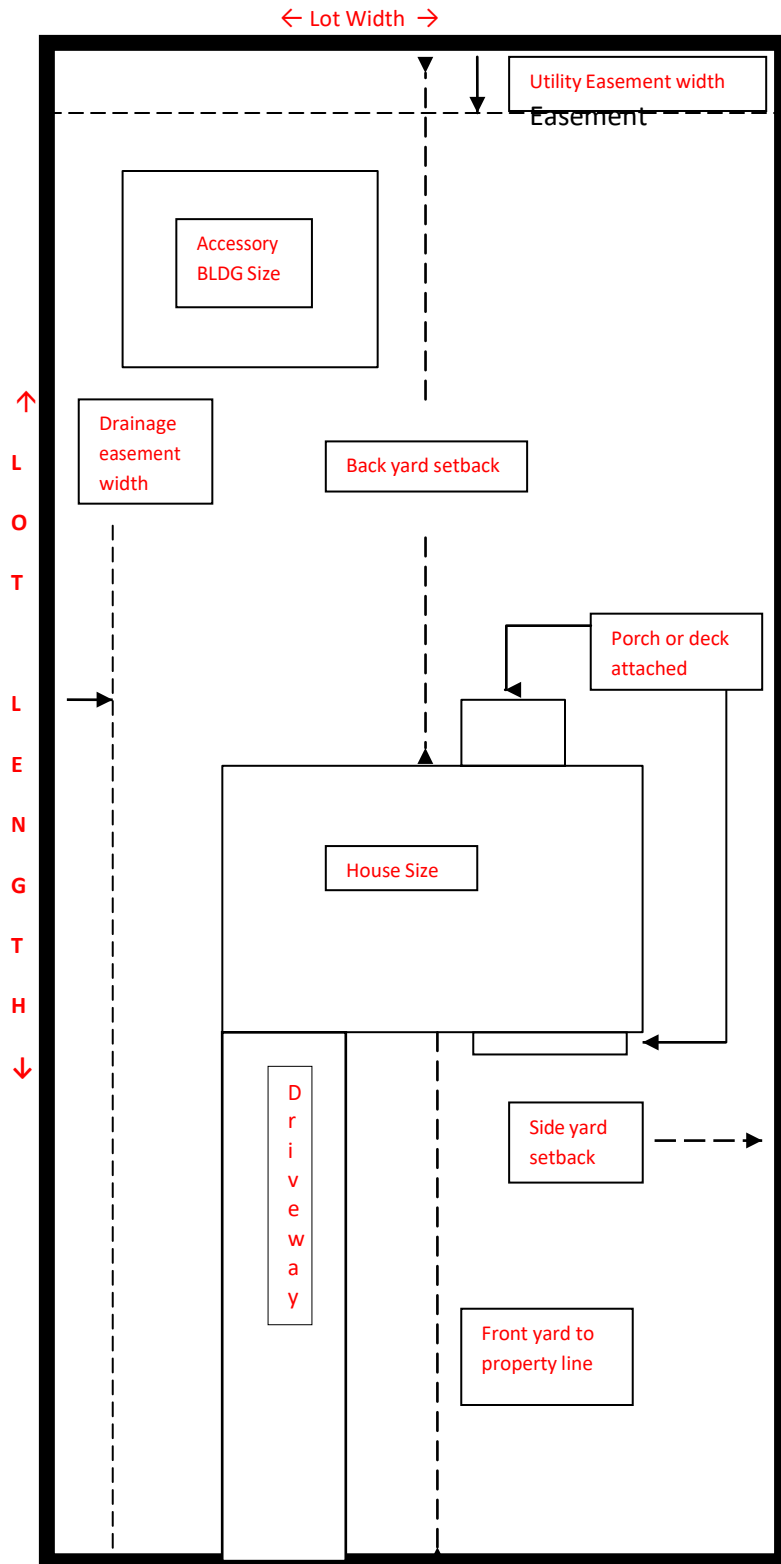 ← Lot Width →
Utility Easement width
Easement
Accessory
BLDG Size
↑
L
O
T
L
E
N
G
T
H
↓
Drainage
easement
width
Back yard setback
Porch or deck
attached
House Size
D
r
i
v
e
w
a
y
Side yard
setback
Front yard to
property line